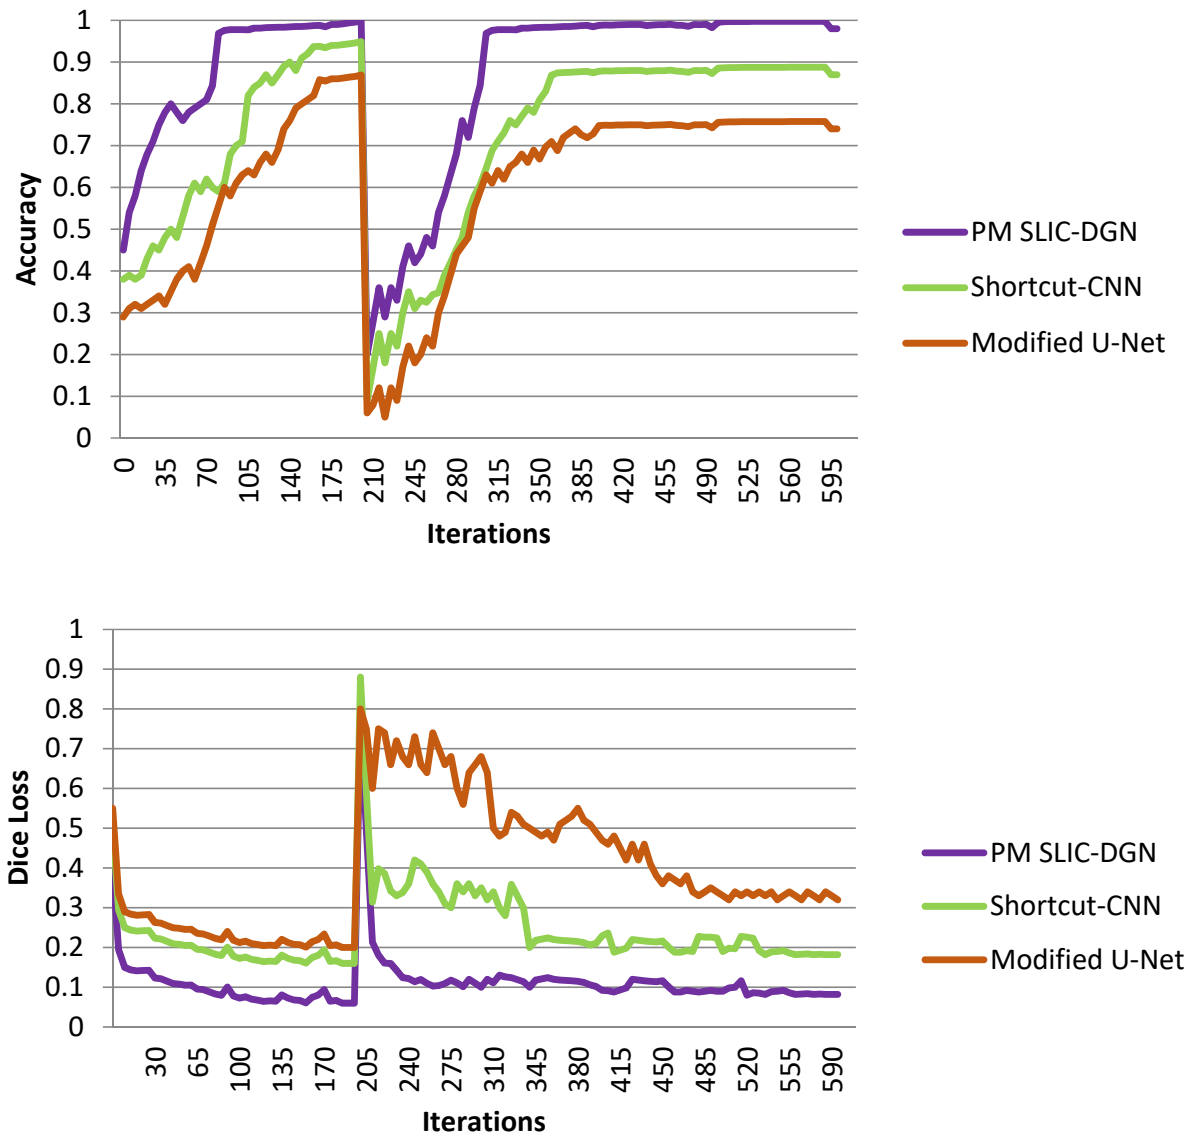 1
0.9
0.8
0.7
0.6
0.5
0.4
0.3
0.2
0.1
0
Accuracy
0 35 70 105 140 175 210 245 280 315 350 385 420 455 490 525 560 595
Iterations
PM SLIC-DGN
Shortcut-CNN
Modified U-Net
1
0.9
0.8
0.7
0.6
0.5
0.4
0.3
0.2
0.1
0
Dice Loss
30 65 100 135 170 205 240 275 310 345 380 415 450 485 520 555 590
Iterations
PM SLIC-DGN
Shortcut-CNN
Modified U-Net